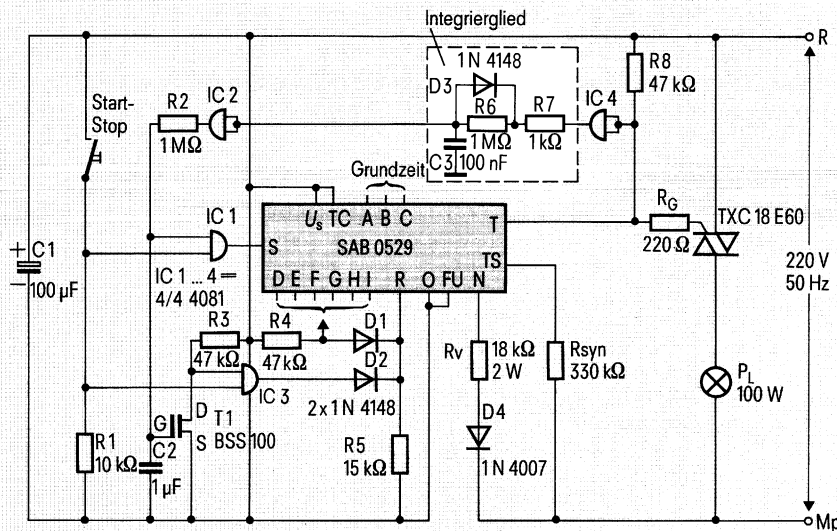 Integrierglied
R
1 N 4148
D3
R8
47 kΩ
IC 2
R2
1 MΩ
R6
1MΩ
R7
1 kΩ
IC 4
C3
100 nF
Start-
Stop
Grundzeit
IC 1
Us TC A B C
S
SAB 0529
T
TS
D E F G H I R O FU N
RG
220 Ω
TXC 18 E60
+
C1
–
100 µF
IC 1 ... 4 =
4/4 4081
220 V
50 Hz
R3
47 kΩ
R4
47 kΩ
D1
D2
2 x 1 N 4148
IC 3
Rv
18 kΩ
2 W
Rsyn
330 kΩ
PL
100 W
D
G
S
T1
BSS 100
D4
1 N 4007
R1
10 kΩ
C2
1 µF
R5
15 kΩ
Mp